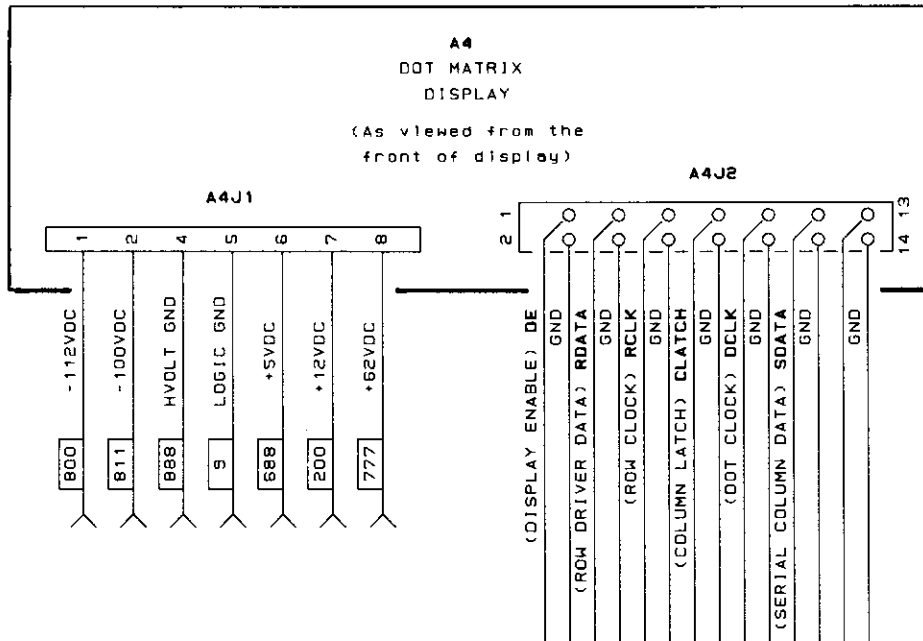 A4
DOT MATRIX
DISPLAY
(As viewed from the
front of display)
A4J1
A4J2
1
2
4
5
6
7
8
1
2
13
14
-112VDC
-100VDC
HVOLT GND
LOGIC GND
+5VDC
+12VDC
+62VDC
800
811
888
9
688
200
777
(DISPLAY ENABLE) DE
GND
(ROW DRIVER DATA) RDATA
GND
(ROW CLOCK) RCLK
GND
(COLUMN LATCH) CLATCH
GND
(DOT CLOCK) DCLK
GND
(SERIAL COLUMN DATA) SDATA
GND
GND